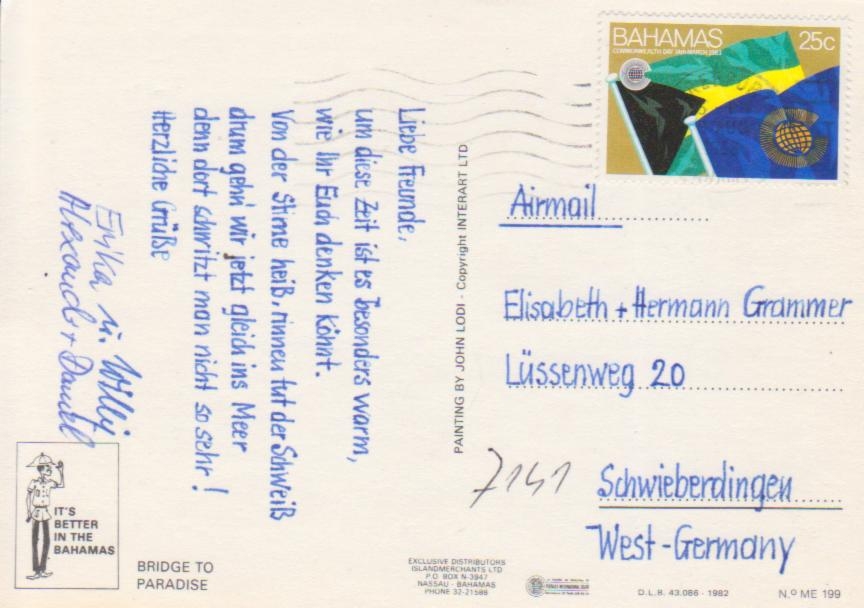 BAHAMAS 25c
COMMONWEALTH DAY 14th MARCH 1983
Liebe Freunde,
um diese Zeit ist es besonders warm,
wie Ihr Euch denken könnt.
Von der Stirne heiß, rinnen tut der Schweiß
drum gehn' wir jetzt gleich ins Meer
denn dort schwitzt man nicht so sehr!
Herzliche Grüße
Erika u. Willy
Alexander + Daniel
PAINTING BY JOHN LODI - Copyright INTERART LTD
Airmail
Elisabeth + Hermann Grammer
Lüssenweg 20
7141 Schwieberdingen
West-Germany
IT'S
BETTER
IN THE
BAHAMAS
BRIDGE TO
PARADISE
EXCLUSIVE DISTRIBUTORS
ISLANDMERCHANTS LTD
P.O. BOX N-3947
NASSAU - BAHAMAS
PHONE 32-21586
D.L.B. 43.086 - 1982
N.º ME 199